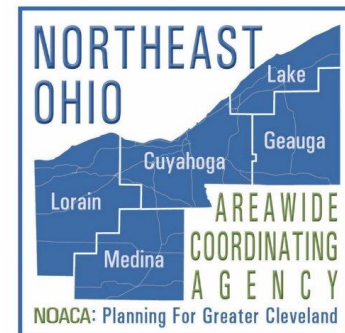 NORTHEAST
OHIO
Lake
Geauga
Cuyahoga
Lorain
Medina
AREAWIDE
COORDINATING
AGENCY
NOACA: Planning For Greater Cleveland